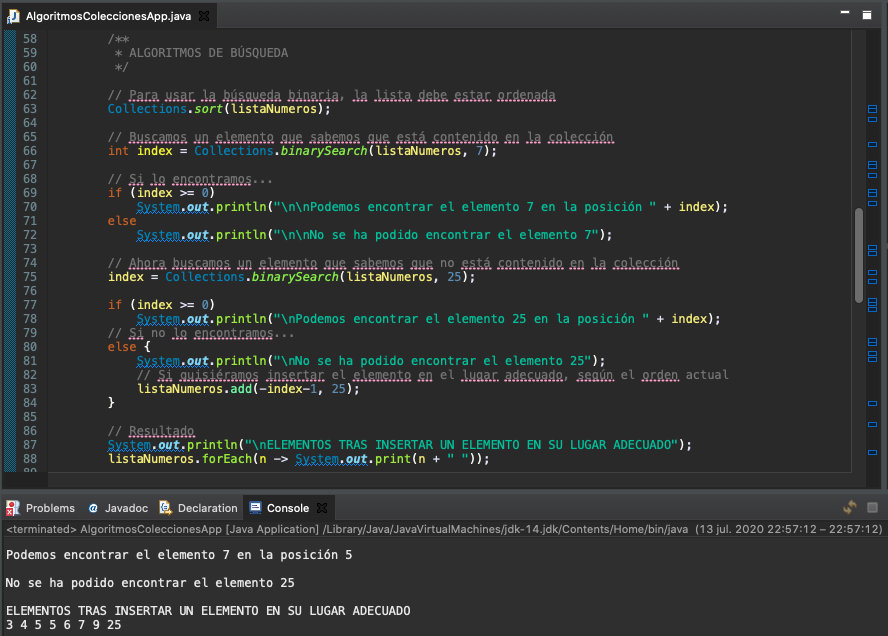 AlgoritmosColeccionesApp.java
58 /**
59 * ALGORITMOS DE BÚSQUEDA
60 */
61
62 // Para usar la búsqueda binaria, la lista debe estar ordenada
63 Collections.sort(listaNumeros);
64
65 // Buscamos un elemento que sabemos que está contenido en la colección
66 int index = Collections.binarySearch(listaNumeros, 7);
67
68 // Si lo encontramos...
69 if (index >= 0)
70 System.out.println("\n\nPodemos encontrar el elemento 7 en la posición " + index);
71 else
72 System.out.println("\n\nNo se ha podido encontrar el elemento 7");
73
74 // Ahora buscamos un elemento que sabemos que no está contenido en la colección
75 index = Collections.binarySearch(listaNumeros, 25);
76
77 if (index >= 0)
78 System.out.println("\nPodemos encontrar el elemento 25 en la posición " + index);
79 // Si no lo encontramos...
80 else {
81 System.out.println("\nNo se ha podido encontrar el elemento 25");
82 // Si quisiéramos insertar el elemento en el lugar adecuado, según el orden actual
83 listaNumeros.add(-index-1, 25);
84 }
85
86 // Resultado
87 System.out.println("\nELEMENTOS TRAS INSERTAR UN ELEMENTO EN SU LUGAR ADECUADO");
88 listaNumeros.forEach(n -> System.out.print(n + " "));
Problems @ Javadoc Declaration Console
<terminated> AlgoritmosColeccionesApp [Java Application] /Library/Java/JavaVirtualMachines/jdk-14.jdk/Contents/Home/bin/java (13 jul. 2020 22:57:12 – 22:57:12)
Podemos encontrar el elemento 7 en la posición 5
No se ha podido encontrar el elemento 25
ELEMENTOS TRAS INSERTAR UN ELEMENTO EN SU LUGAR ADECUADO
3 4 5 5 6 7 9 25